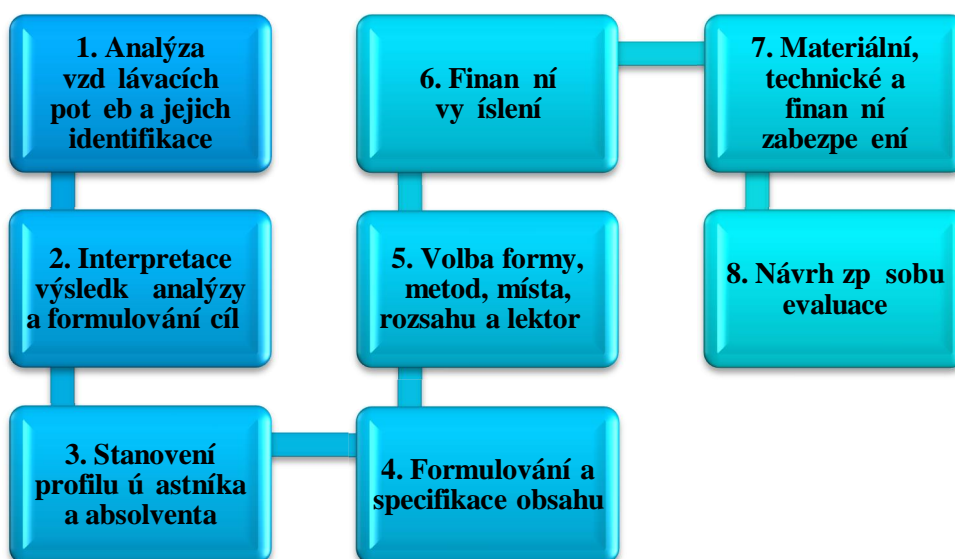 1. Analýza
vzd lávacích
pot eb a jejich
identifikace
2. Interpretace
výsledk analýzy
a formulování cíl
3. Stanovení
profilu ú astníka
a absolventa
4. Formulování a
specifikace obsahu
5. Volba formy,
metod, místa,
rozsahu a lektor
6. Finan ní
vy íslení
7. Materiální,
technické a
finan ní
zabezpe ení
8. Návrh zp sobu
evaluace